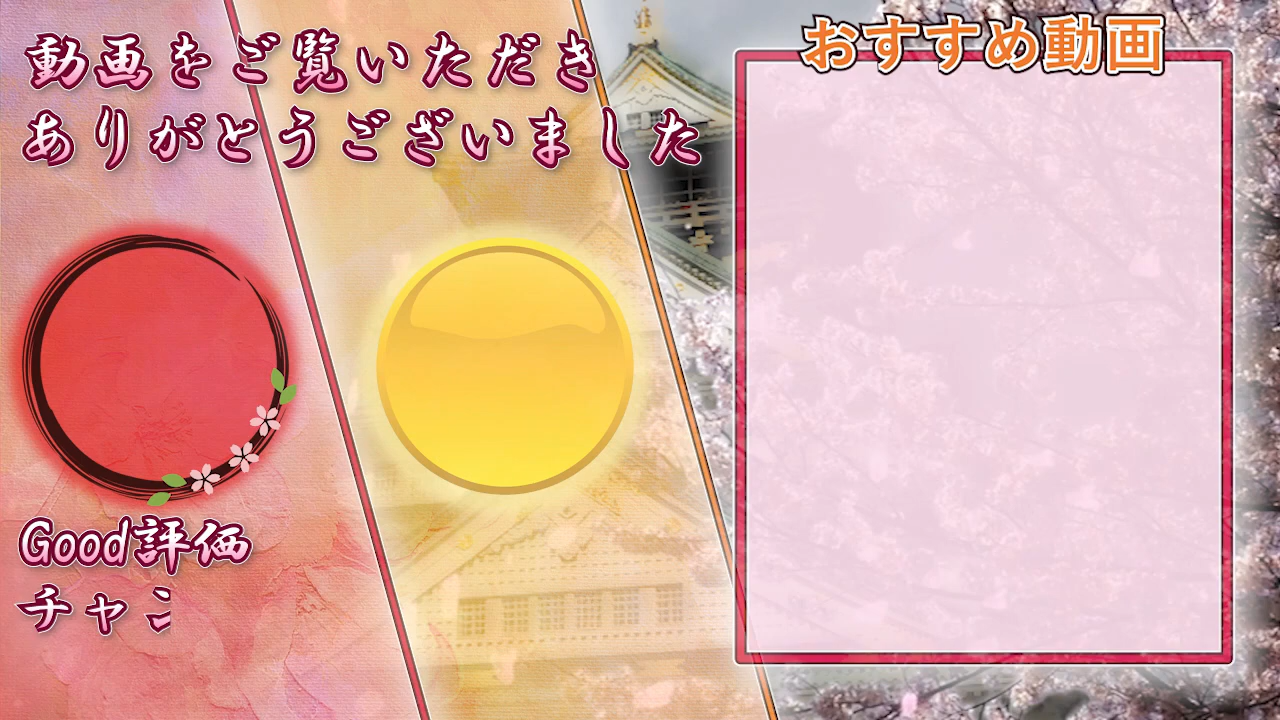 動画をご覧いただき
ありがとうございました
おすすめ動画
Good評価
チャン